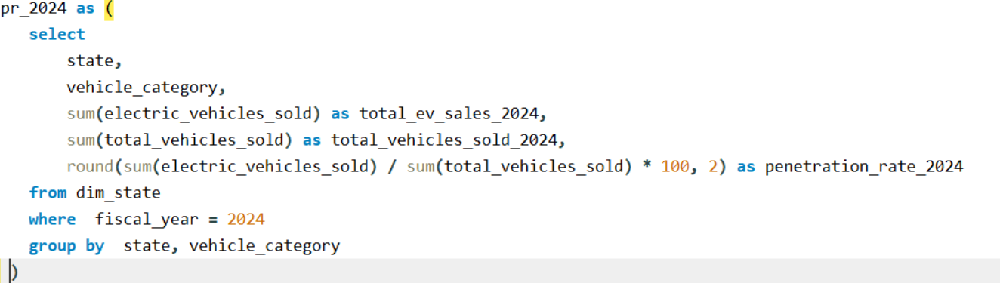 pr_2024 as (
select
state,
vehicle_category,
sum(electric_vehicles_sold) as total_ev_sales_2024,
sum(total_vehicles_sold) as total_vehicles_sold_2024,
round(sum(electric_vehicles_sold) / sum(total_vehicles_sold) * 100, 2) as penetration_rate_2024
from dim_state
where fiscal_year = 2024
group by state, vehicle_category
)